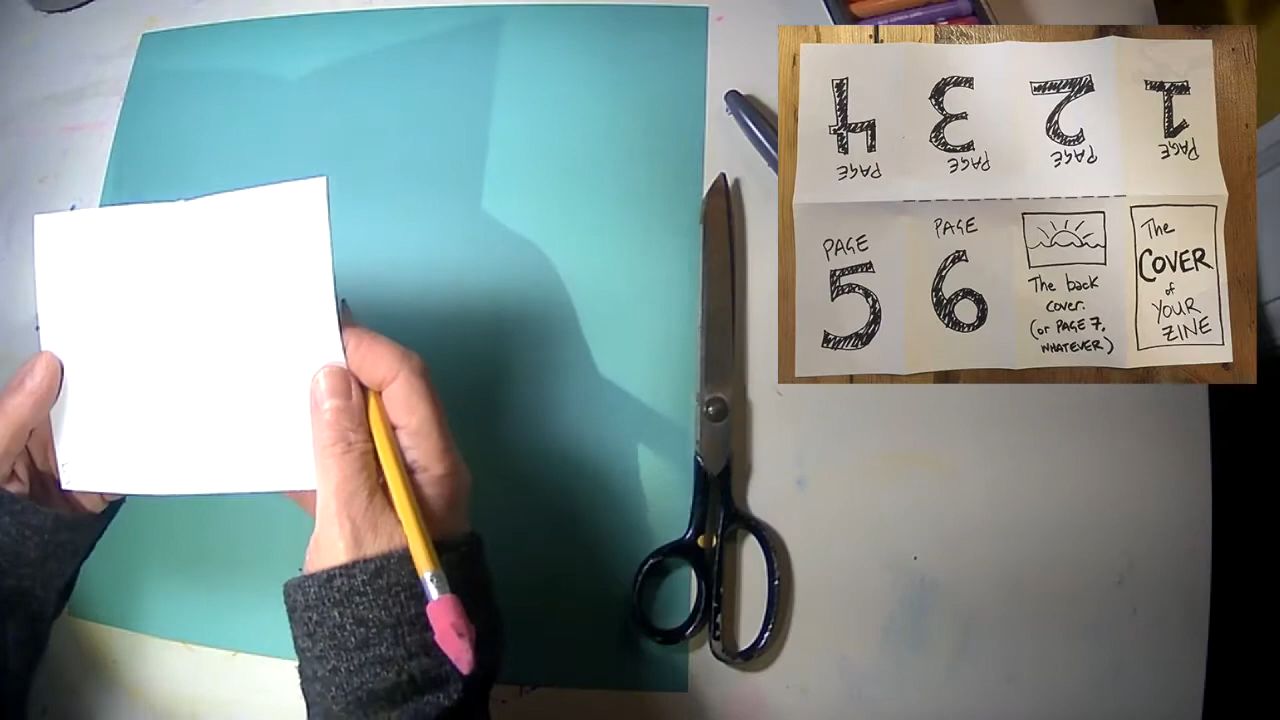 4 3 2 1
PAGE PAGE PAGE PAGE
PAGE PAGE
5 6
The back
cover.
(or PAGE 7,
WHATEVER)
The
COVER
of
YOUR
ZINE